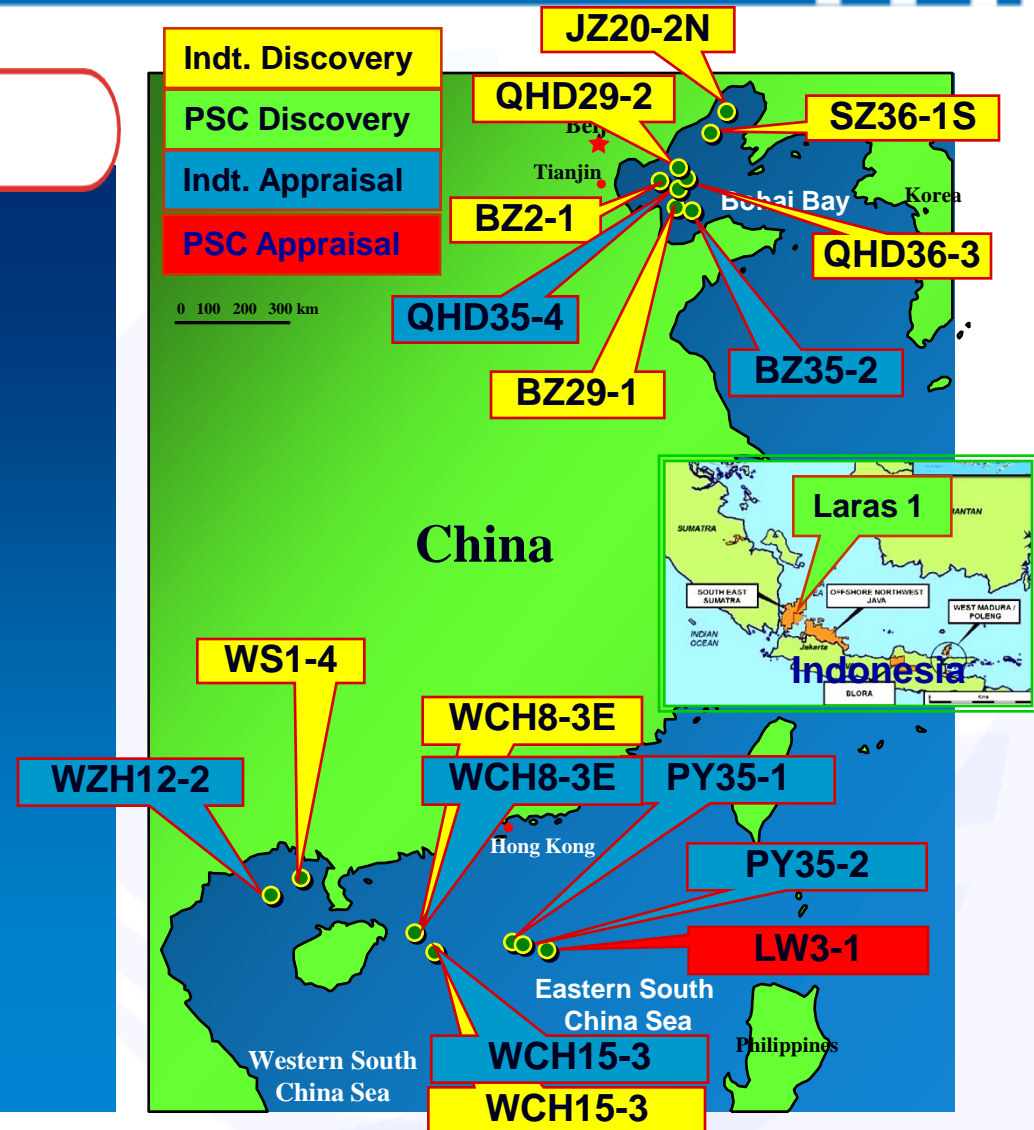 Indt. Discovery
PSC Discovery
Indt. Appraisal
PSC Appraisal
0 100 200 300 km
JZ20-2N
QHD29-2
SZ36-1S
Tianjin
Bohai Bay
Korea
BZ2-1
QHD36-3
QHD35-4
BZ35-2
BZ29-1
China
Laras 1
SUMATRA
SOUTH EAST
SUMATRA
OFFSHORE NORTHWEST
JAVA
WEST MADURA /
POLENG
INDIAN
OCEAN
Jakarta
Indonesia
BLORA
WS1-4
WCH8-3E
WZH12-2
WCH8-3E
PY35-1
Hong Kong
PY35-2
LW3-1
Eastern South
China Sea
Philippines
Western South
China Sea
WCH15-3
WCH15-3